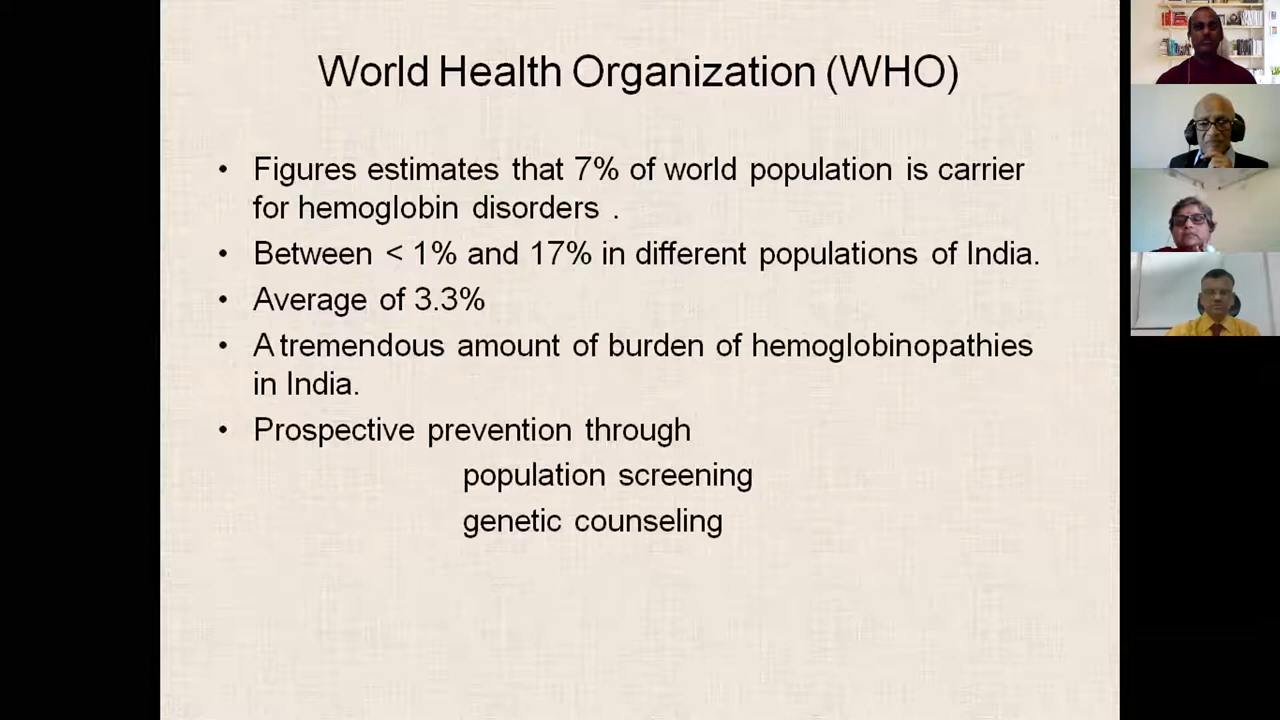 World Health Organization (WHO)
• Figures estimates that 7% of world population is carrier
for hemoglobin disorders .
• Between < 1% and 17% in different populations of India.
• Average of 3.3%
• A tremendous amount of burden of hemoglobinopathies
in India.
• Prospective prevention through
population screening
genetic counseling